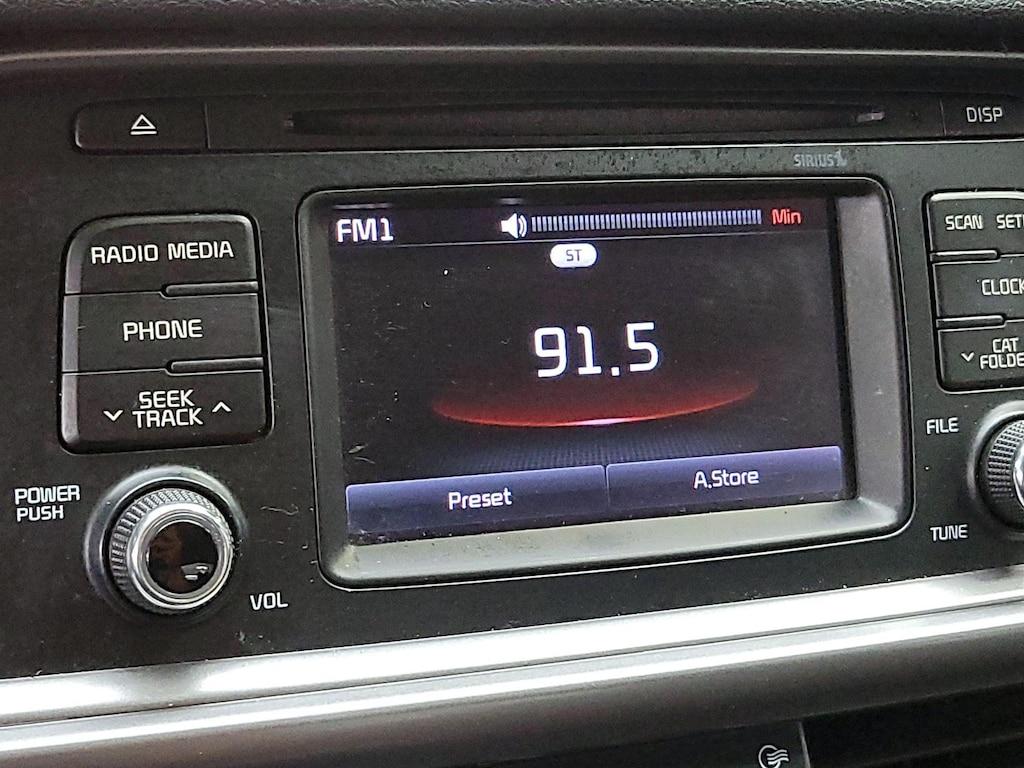 DISP
SIRIUS
RADIO MEDIA
PHONE
SEEK
TRACK
POWER
PUSH
VOL
FM1
Min
ST
91.5
Preset
A.Store
SCAN
CLOCK
CAT
FILE
TUNE